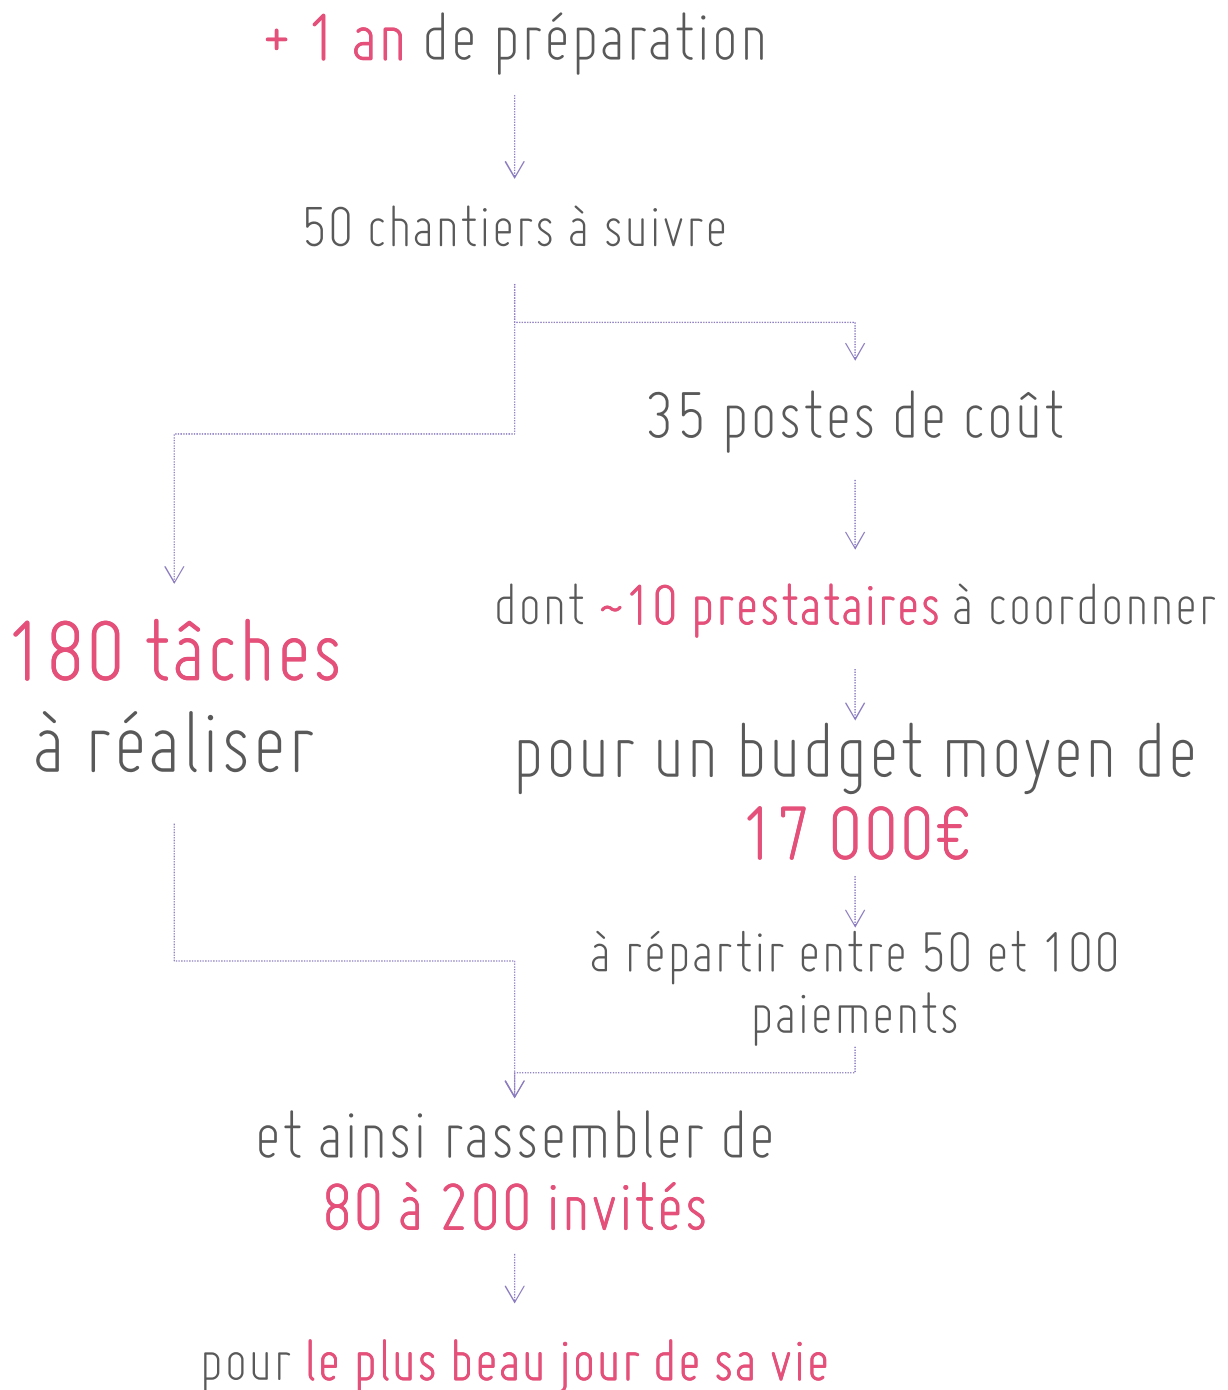 + 1 an de préparation
50 chantiers à suivre
35 postes de coût
dont ~10 prestataires à coordonner
180 tâches
à réaliser
pour un budget moyen de
17 000€
à répartir entre 50 et 100
paiements
et ainsi rassembler de
80 à 200 invités
pour le plus beau jour de sa vie